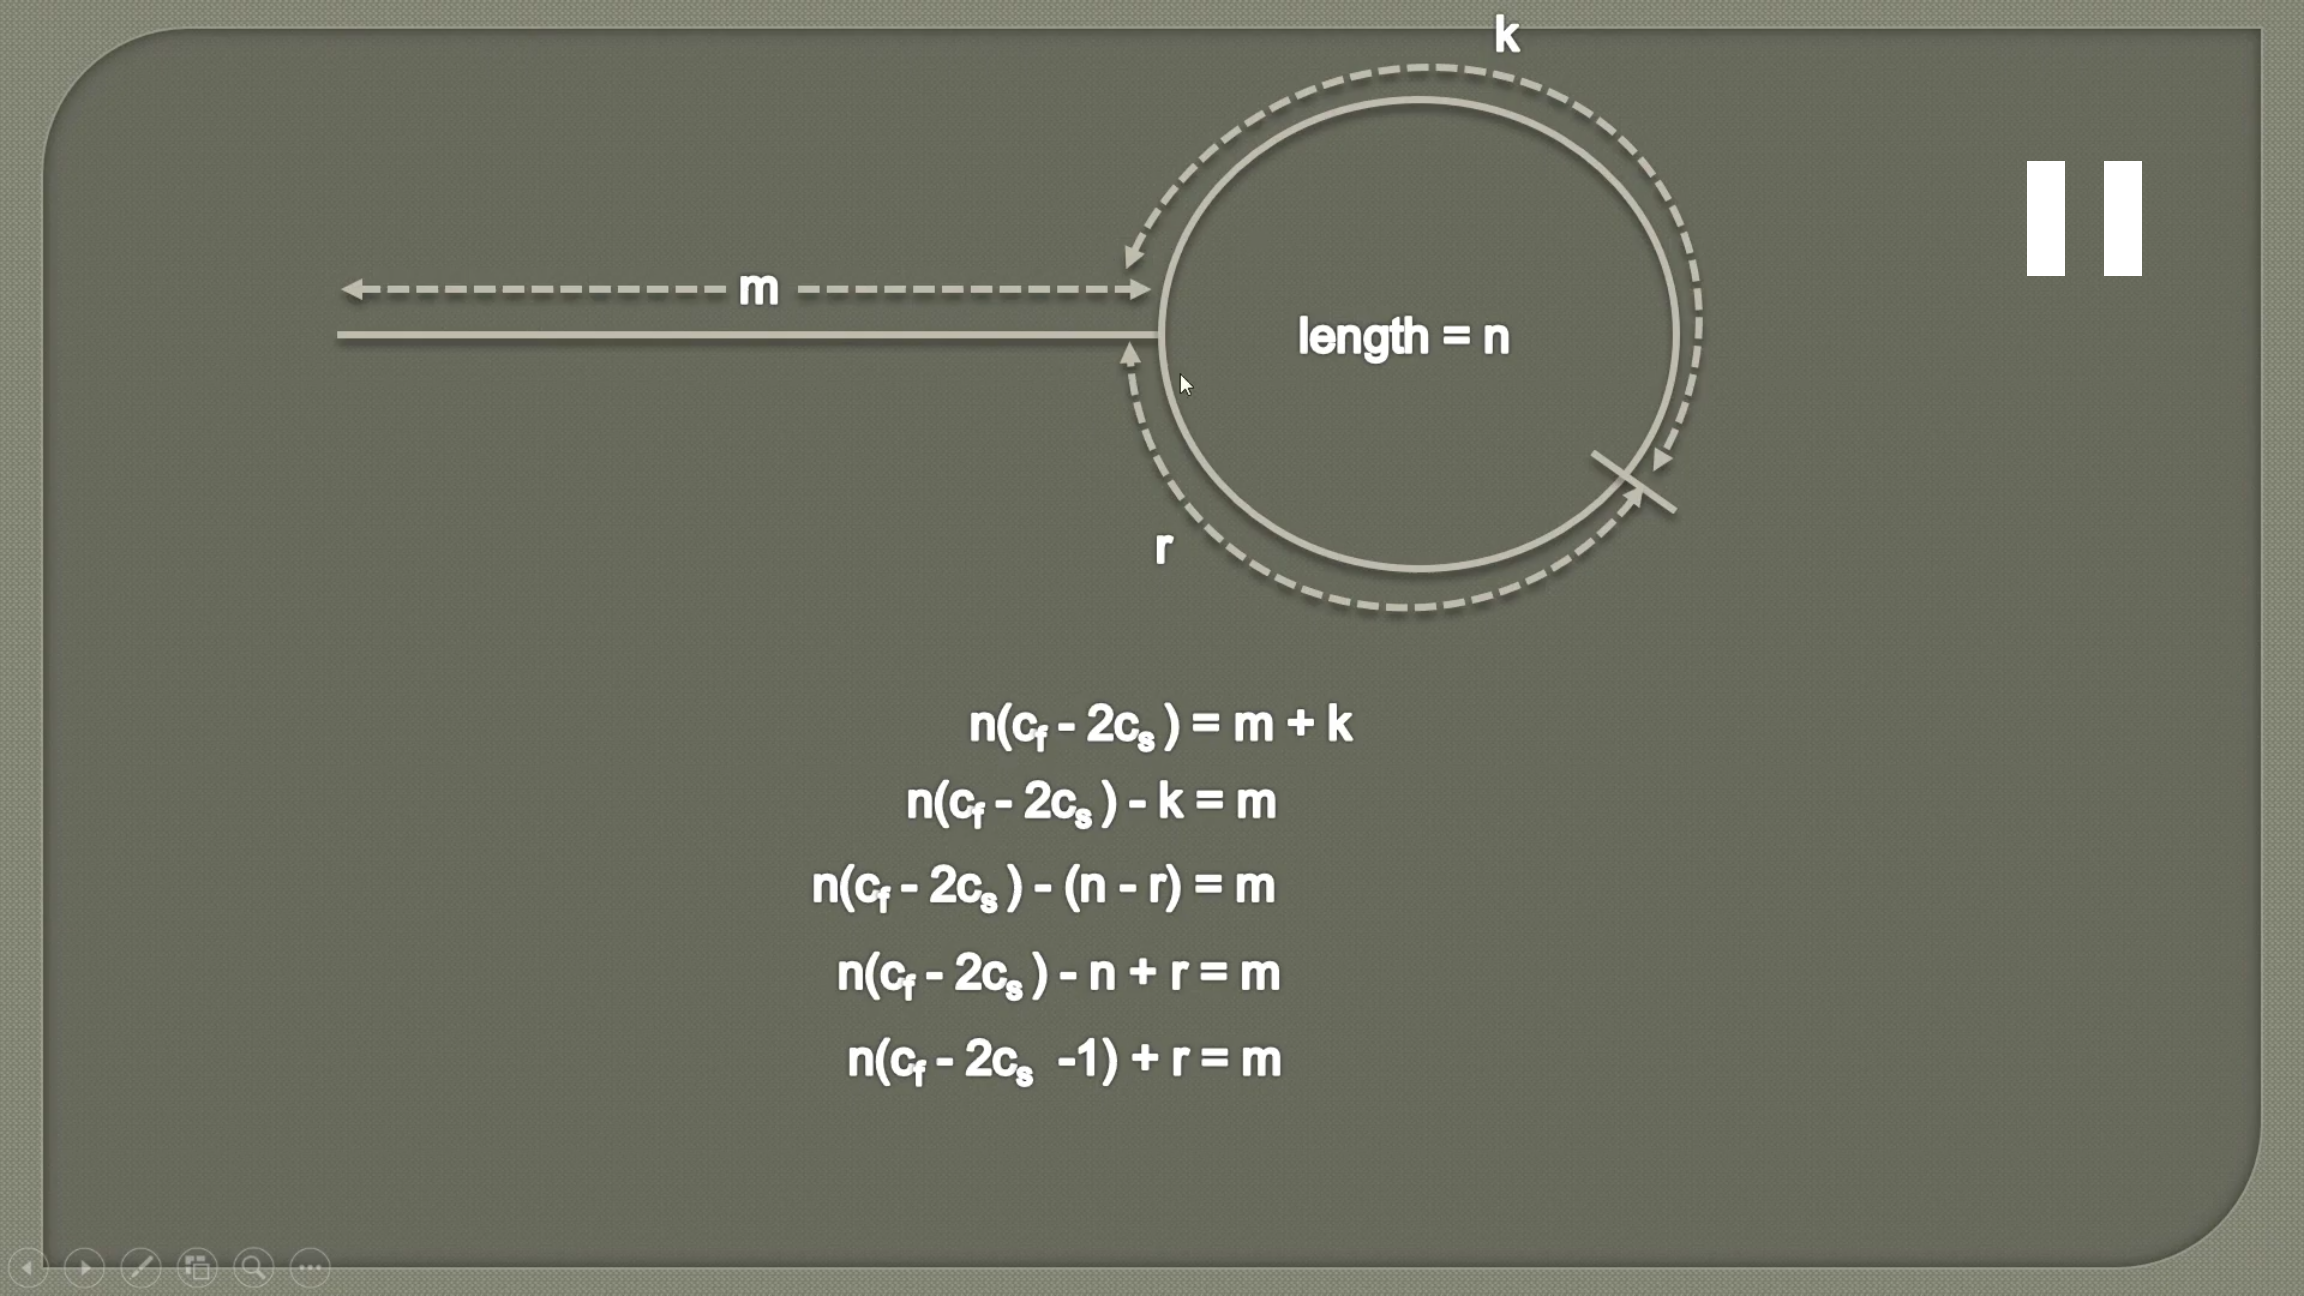 k
m
length = n
r
n(c_f - 2c_s ) = m + k
n(c_f - 2c_s ) - k = m
n(c_f - 2c_s ) - (n - r) = m
n(c_f - 2c_s ) - n + r = m
n(c_f - 2c_s -1) + r = m